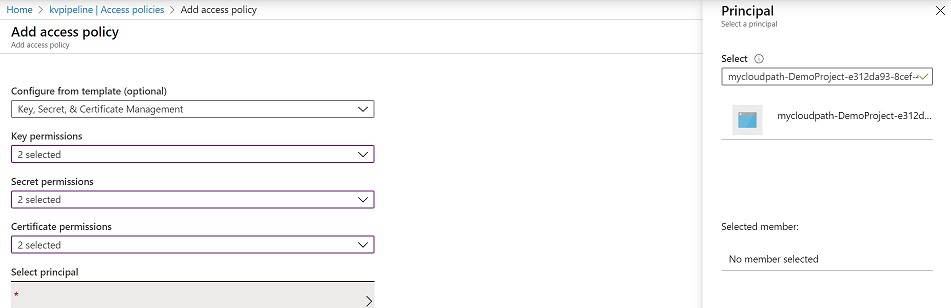 Home > kvpipeline | Access policies > Add access policy
Add access policy
Add access policy
Configure from template (optional)
Key, Secret, & Certificate Management
Key permissions
2 selected
Secret permissions
2 selected
Certificate permissions
2 selected
Select principal
*
Principal
Select a principal
Select
mycloudpath-DemoProject-e312da93-8cef-
mycloudpath-DemoProject-e312d...
Selected member:
No member selected